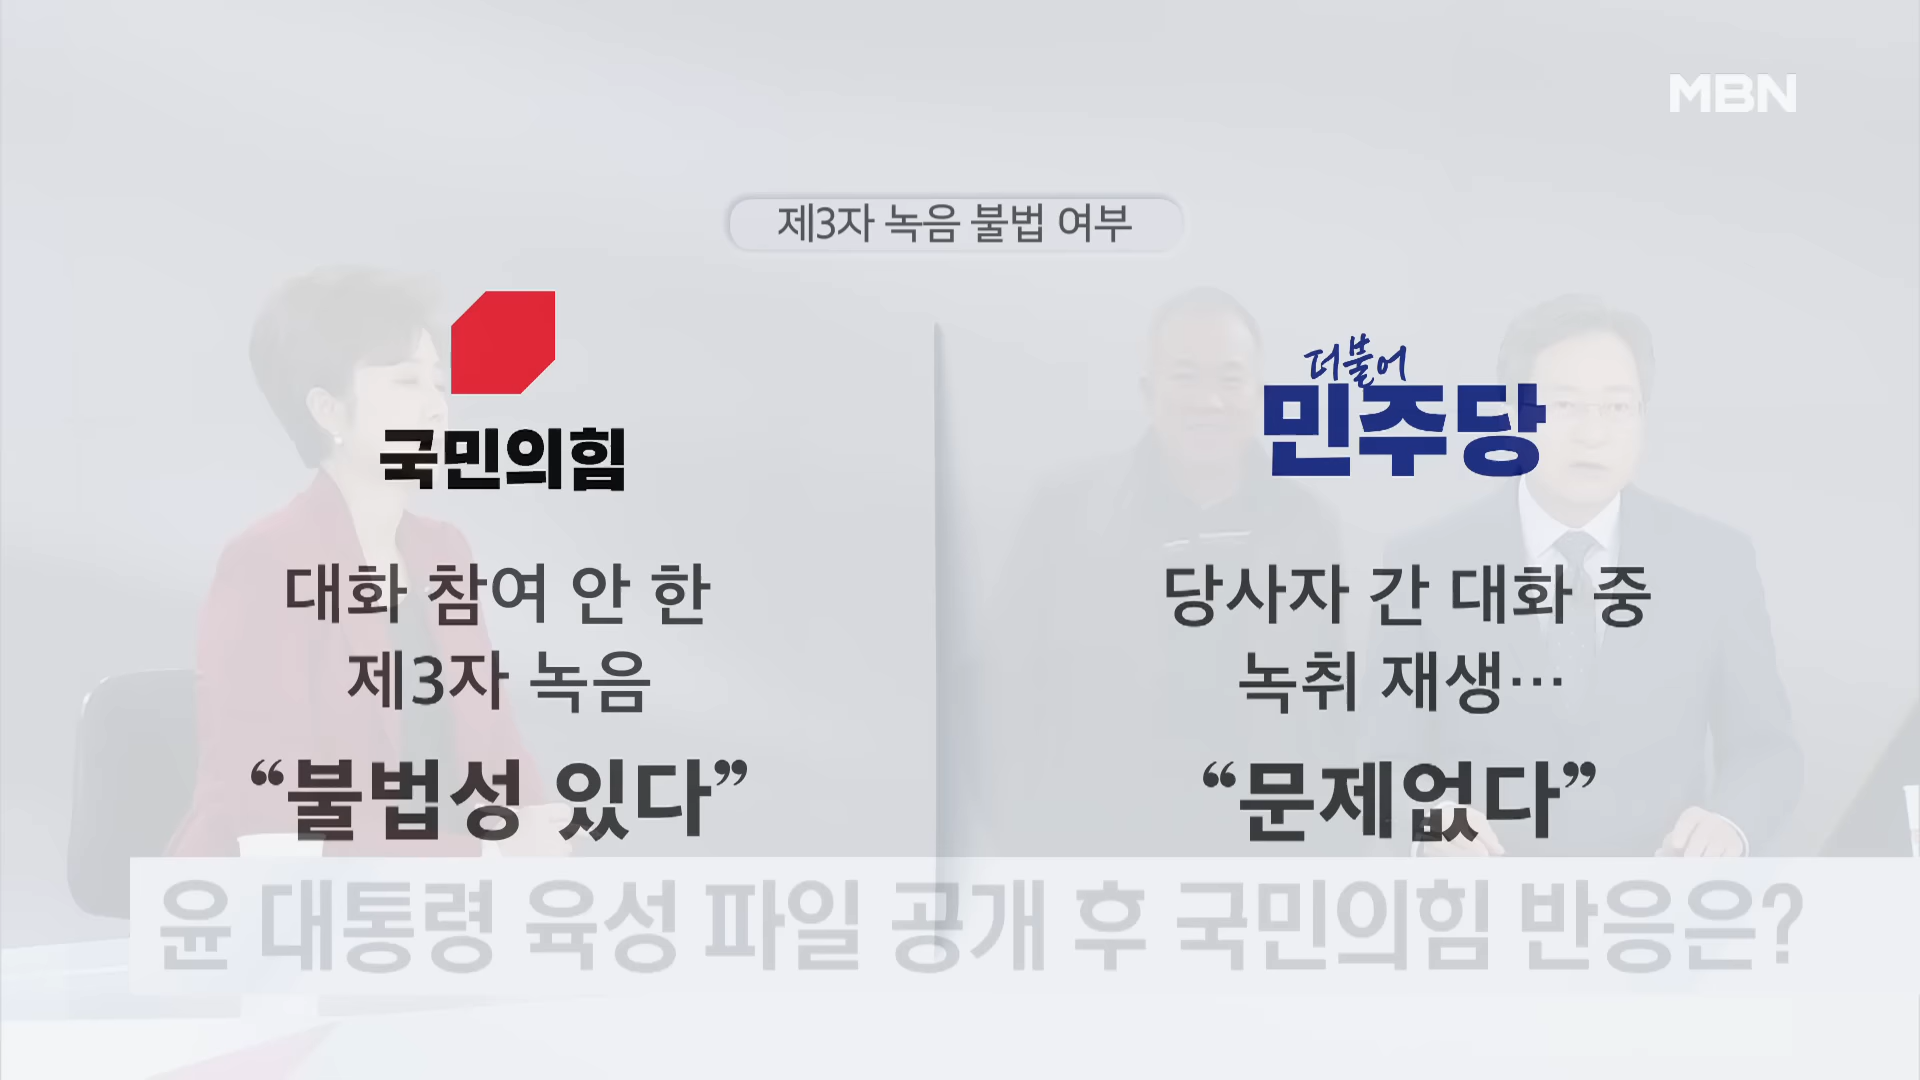 MBN
제3자 녹음 불법 여부
국민의힘
대화 참여 안 한
제3자 녹음
“불법성 있다”
더불어
민주당
당사자 간 대화 중
녹취 재생…
“문제없다”
윤 대통령 육성 파일 공개 후 국민의힘 반응은?